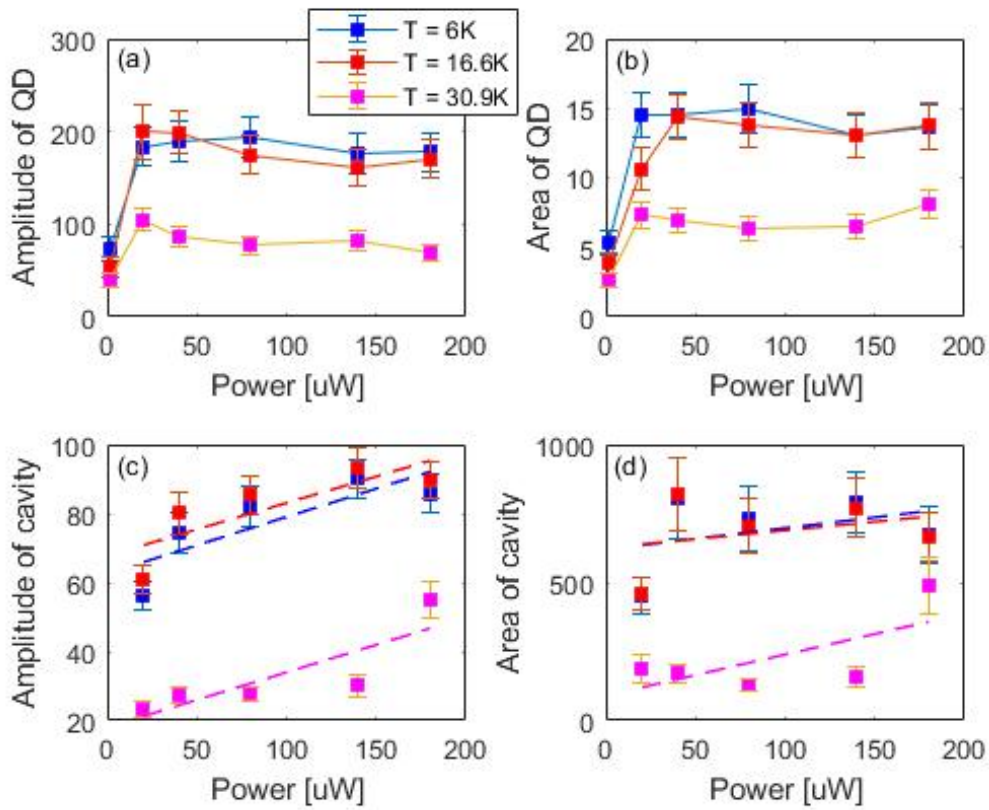 T = 6K
T = 16.6K
T = 30.9K
(a)
Amplitude of QD
300
200
100
0
0 50 100 150 200
Power [uW]
(b)
Area of QD
20
15
10
5
0
0 50 100 150 200
Power [uW]
(c)
Amplitude of cavity
100
80
60
40
20
0 50 100 150 200
Power [uW]
(d)
Area of cavity
1000
500
0
0 50 100 150 200
Power [uW]